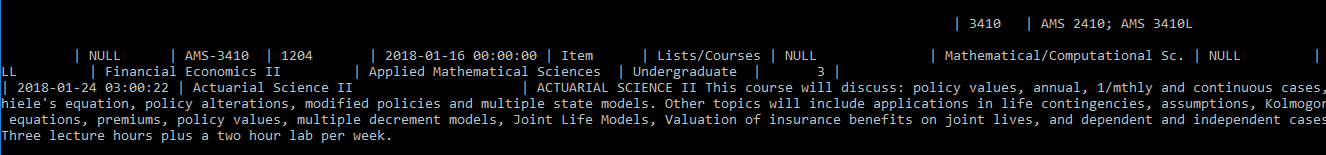 | 3410 | AMS 2410; AMS 3410L
| NULL | AMS-3410 | 1204 | 2018-01-16 00:00:00 | Item | Lists/Courses | NULL | Mathematical/Computational Sc. | NULL |
LL | Financial Economics II | Applied Mathematical Sciences | Undergraduate | 3 |
| 2018-01-24 03:00:22 | Actuarial Science II | ACTUARIAL SCIENCE II This course will discuss: policy values, annual, 1/mthly and continuous cases,
hiele's equation, policy alterations, modified policies and multiple state models. Other topics will include applications in life contingencies, assumptions, Kolmogor
equations, premiums, policy values, multiple decrement models, Joint Life Models, Valuation of insurance benefits on joint lives, and dependent and independent cases
Three lecture hours plus a two hour lab per week.